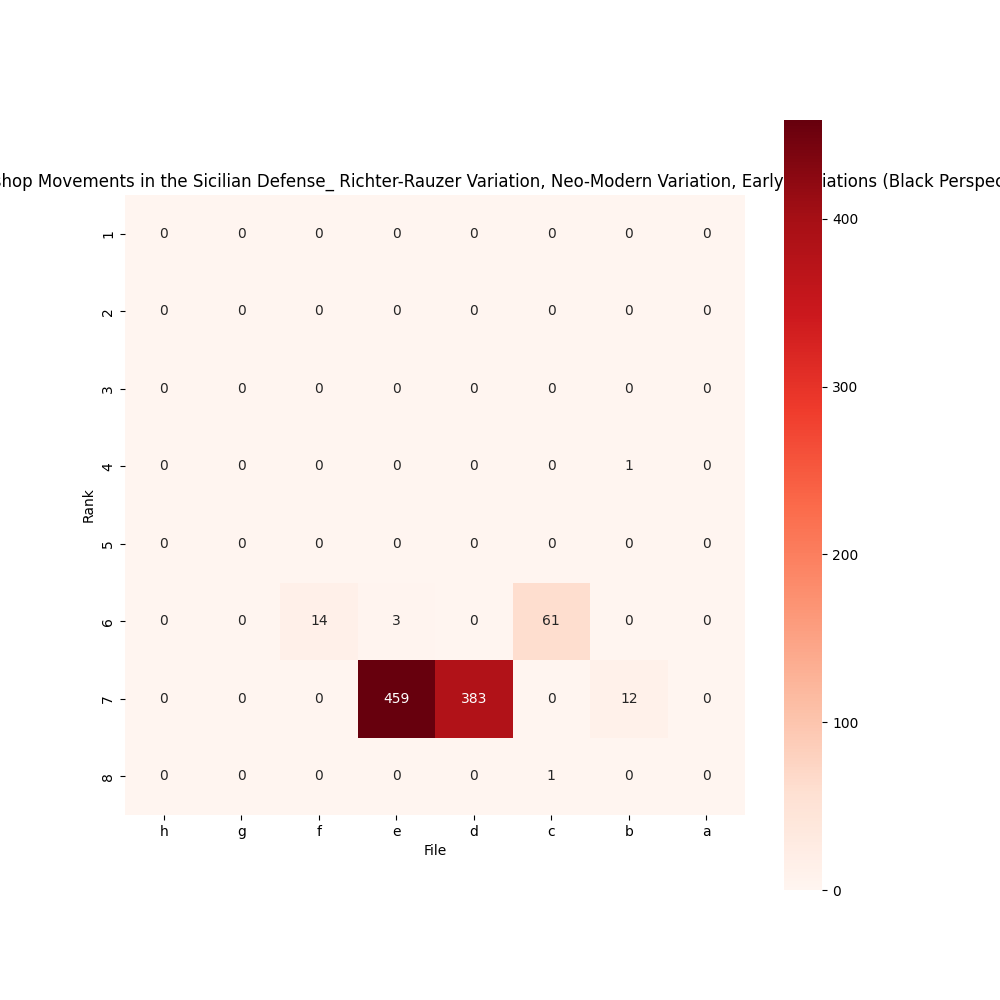 shop Movements in the Sicilian Defense_ Richter-Rauzer Variation, Neo-Modern Variation, Early iations (Black Perspec
1 0 0 0 0 0 0 0 0
2 0 0 0 0 0 0 0 0
3 0 0 0 0 0 0 0 0
4 0 0 0 0 0 0 1 0
Rank
5 0 0 0 0 0 0 0 0
6 0 0 14 3 0 61 0 0
7 0 0 0 459 383 0 12 0
8 0 0 0 0 0 1 0 0
h g f e d c b a
File
400
300
200
100
0